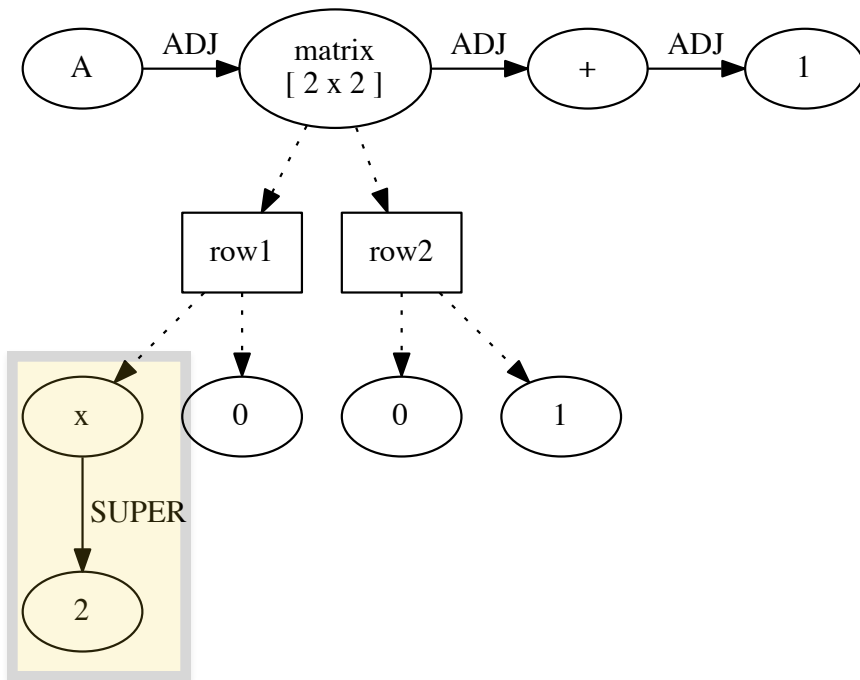 A
ADJ
matrix
[ 2 x 2 ]
ADJ
+
ADJ
1
row1
row2
x
0
0
1
SUPER
2